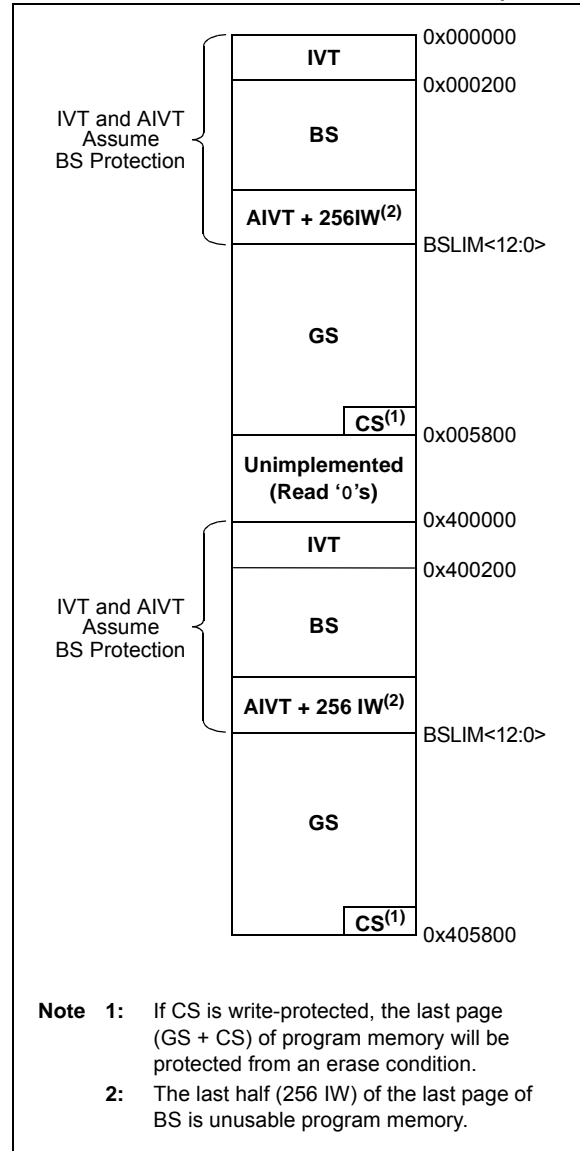 0x000000
IVT
0x000200
IVT and AIVT
Assume
BS Protection
BS
AIVT + 256IW(2)
BSLIM<12:0>
GS
CS(1)
0x005800
Unimplemented
(Read ‘0’s)
0x400000
IVT
0x400200
IVT and AIVT
Assume
BS Protection
BS
AIVT + 256 IW(2)
BSLIM<12:0>
GS
CS(1)
0x405800
Note 1: If CS is write-protected, the last page
(GS + CS) of program memory will be
protected from an erase condition.
2: The last half (256 IW) of the last page of
BS is unusable program memory.